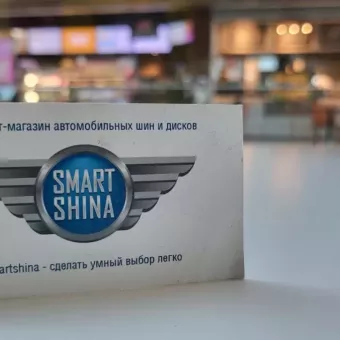 т-магазин автомобильных шин и дисков
SMART
SHINA
artshina - сделать умный выбор легко